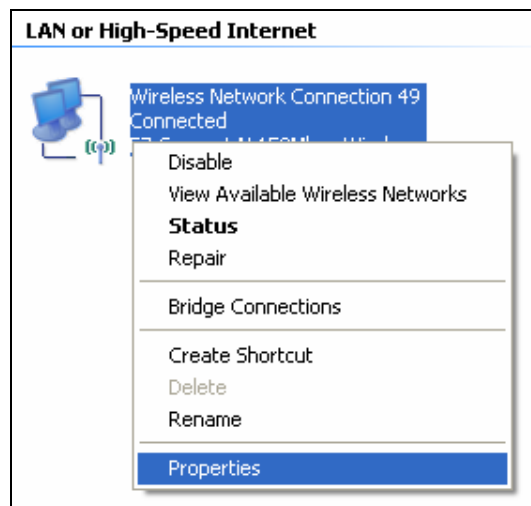 LAN or High-Speed Internet
Wireless Network Connection 49
Connected
Disable
View Available Wireless Networks
Status
Repair
Bridge Connections
Create Shortcut
Delete
Rename
Properties